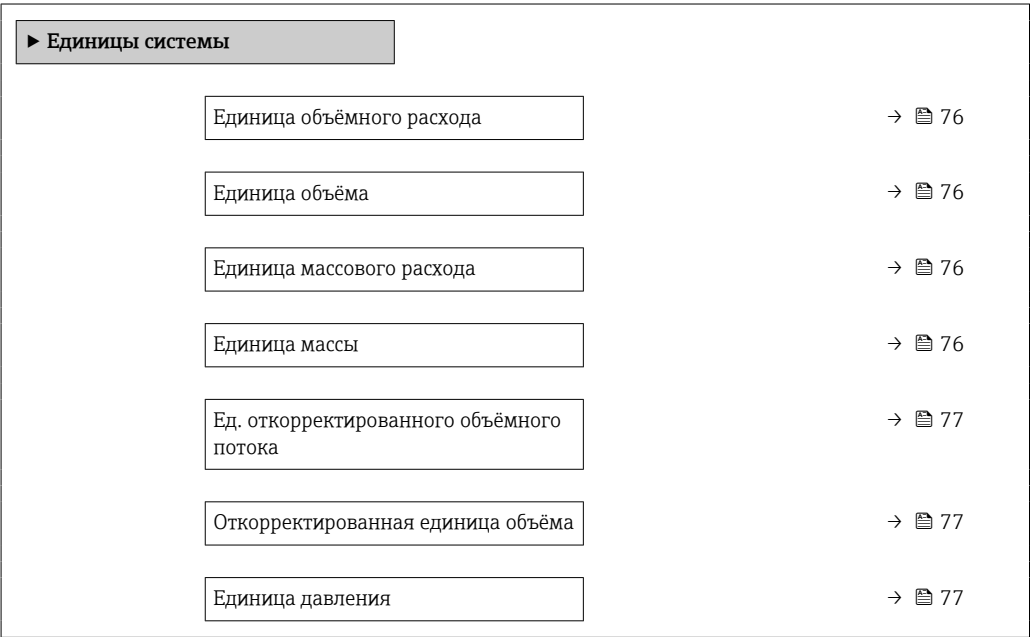 ▶ Единицы системы
Единица объёмного расхода → 76
Единица объёма → 76
Единица массового расхода → 76
Единица массы → 76
Ед. откорректированного объёмного → 77
потока
Откорректированная единица объёма → 77
Единица давления → 77